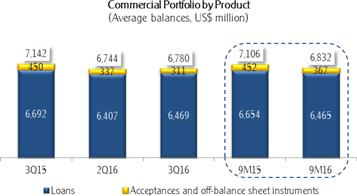 Commercial Portfolio by Product
(Average balances, US$ million)
7,142 6,744 6,780 7,106 6,832
450 337 311 452 367
6,692 6,407 6,469 6,654 6,465
3Q15 2Q16 3Q16 9M15 9M16
Loans Acceptances and off-balance sheet instruments